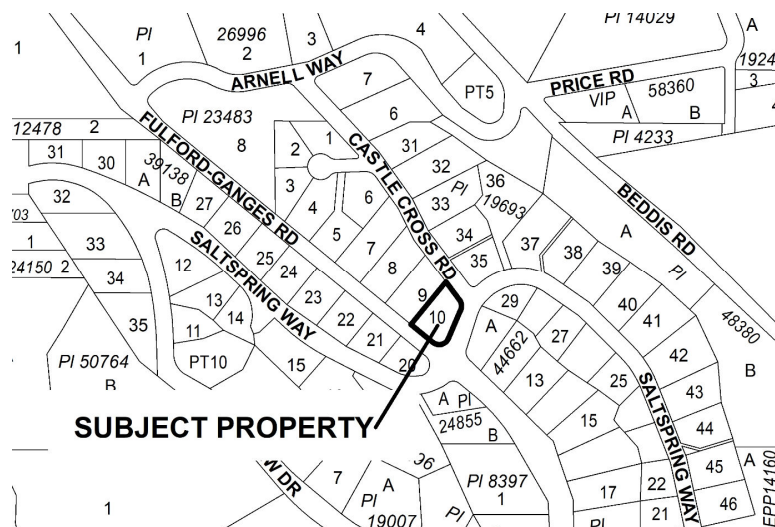 Pl 14029
26996
Pl
3
4
A
1
1
2
1924
ARNELL WAY
7
PRICE RD
3
PT5
VIP
58360
A
B
Pl 23483
6
12478
2
8
1
31
Pl 4233
FULFORD-GANGES RD
CASTLE CROSS RD
2
31
30
39138
A
B
32
36
3
6
Pl
19693
BEDDIS RD
32
27
4
33
26
5
34
37
A
SALTSPRING WAY
1
33
25
7
35
38
12
24
39
Pl
24150
2
34
8
13
23
9
29
40
48380
14
22
10
A
27
41
35
11
21
44662
42
Pl 50764
PT10
15
20
13
25
B
B
SALTSPRING WAY
43
A
Pl
15
SUBJECT PROPERTY
24855
B
44
W DR
7
A
Pl
Pl 8397
45
A
1
1
17
22
19007
Pl
21
46
EPP14160